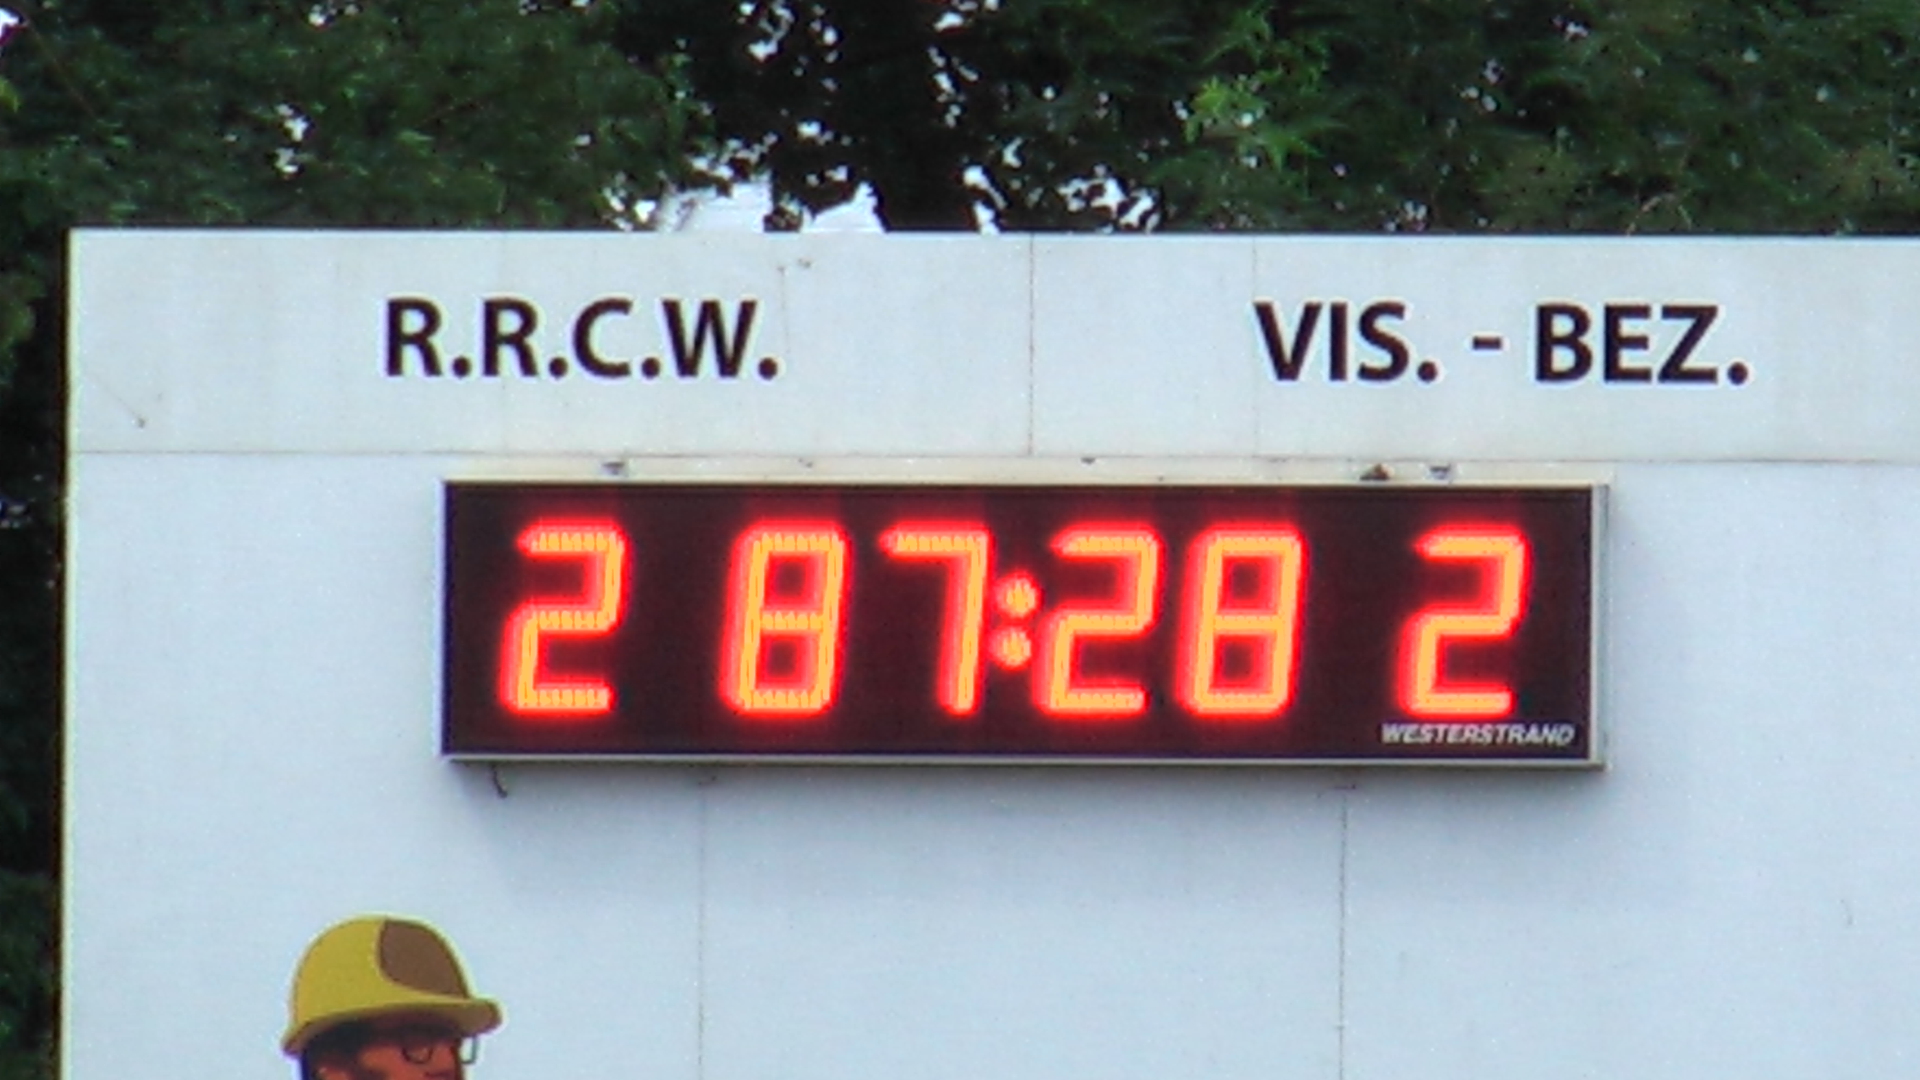 R.R.C.W. VIS. - BEZ.
2 87:28 2
WESTERSTRAND